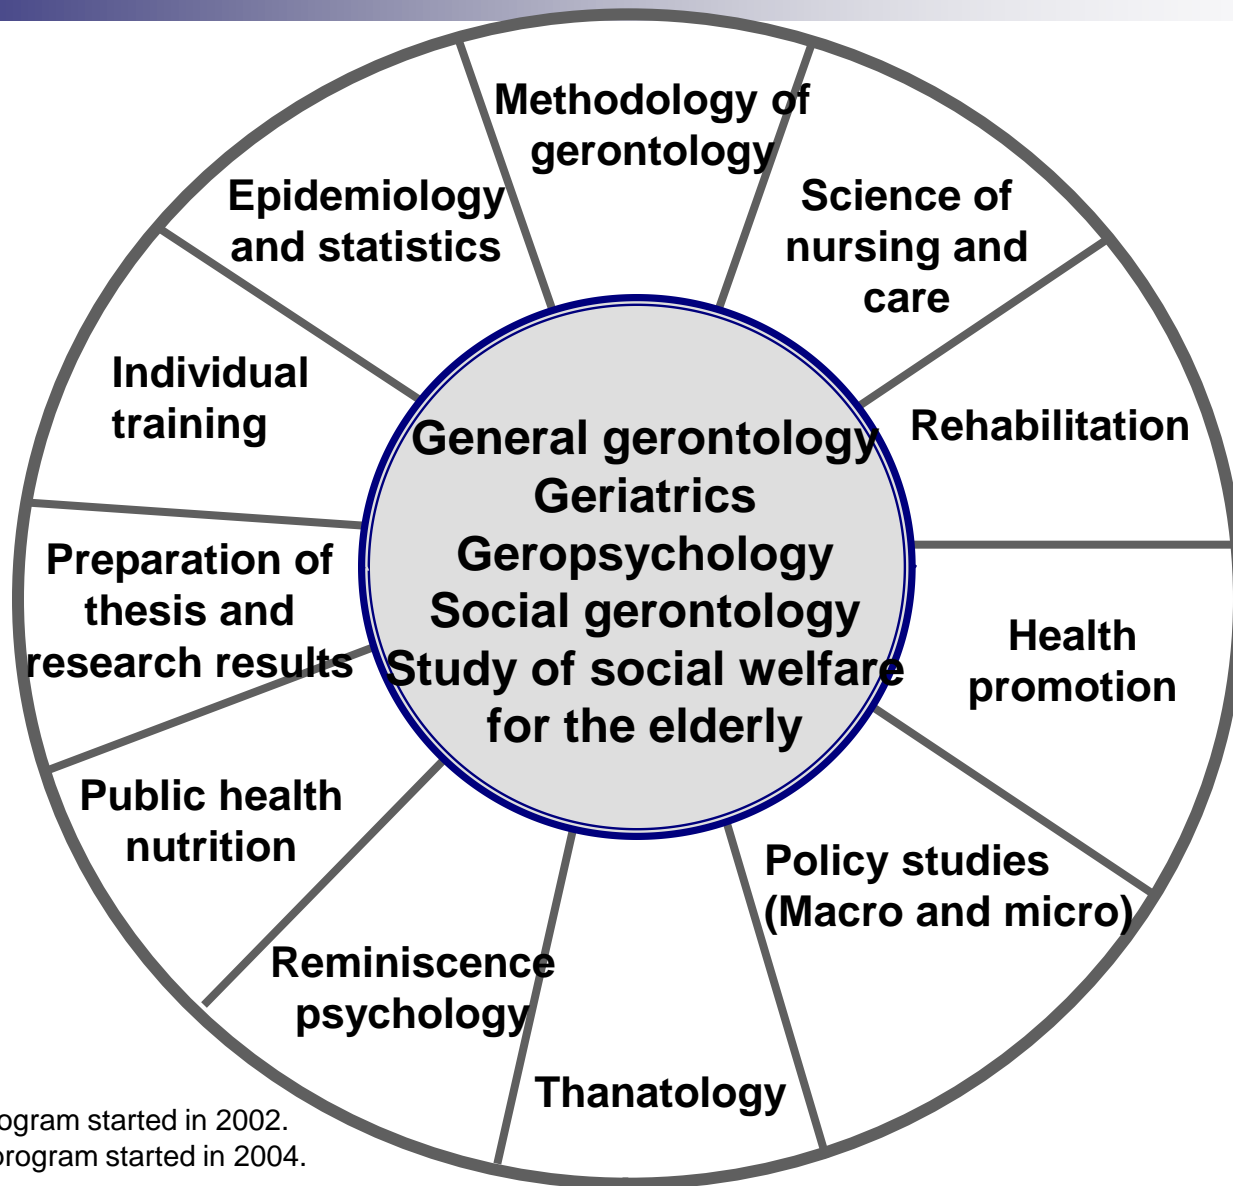 Methodology of
gerontology
Science of
nursing and
care
Rehabilitation
Health
promotion
Policy studies
(Macro and micro)
Thanatology
Reminiscence
psychology
Public health
nutrition
Preparation of
thesis and
research results
Individual
training
Epidemiology
and statistics
General gerontology
Geriatrics
Geropsychology
Social gerontology
Study of social welfare
for the elderly
started in 2002.
program started in 2004.